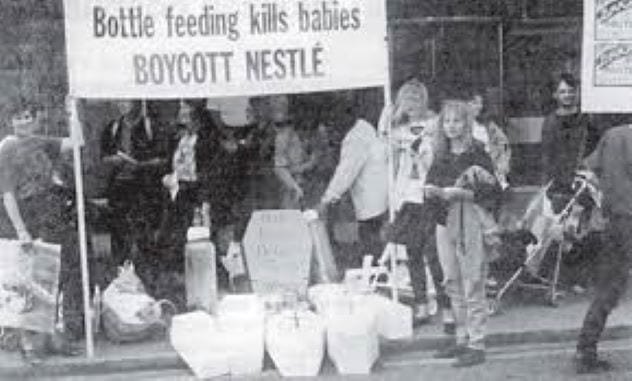 Bottle feeding kills babies
BOYCOTT NESTLÉ